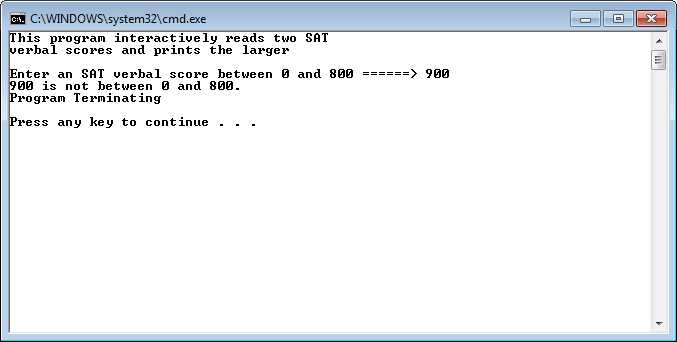 C:\WINDOWS\system32\cmd.exe
This program interactively reads two SAT
verbal scores and prints the larger
Enter an SAT verbal score between 0 and 800 ======> 900
900 is not between 0 and 800.
Program Terminating
Press any key to continue . . .